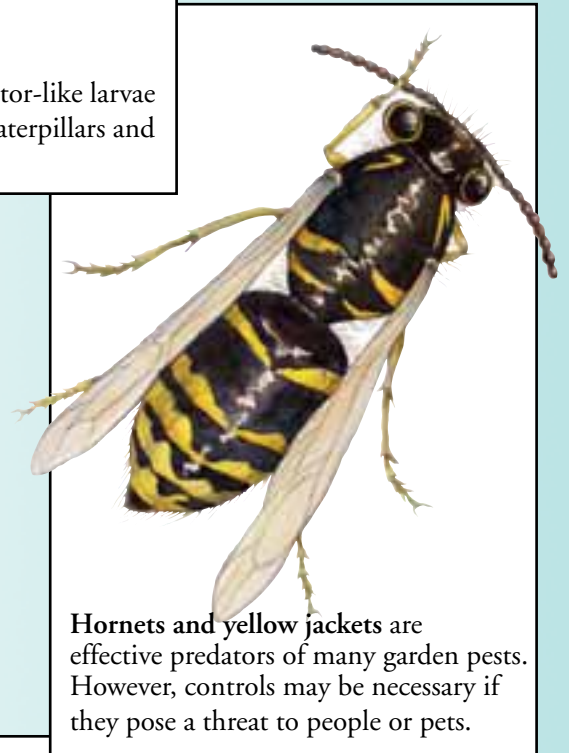 tor-like larvae
aterpillars and
Hornets and yellow jackets are
effective predators of many garden pests.
However, controls may be necessary if
they pose a threat to people or pets.